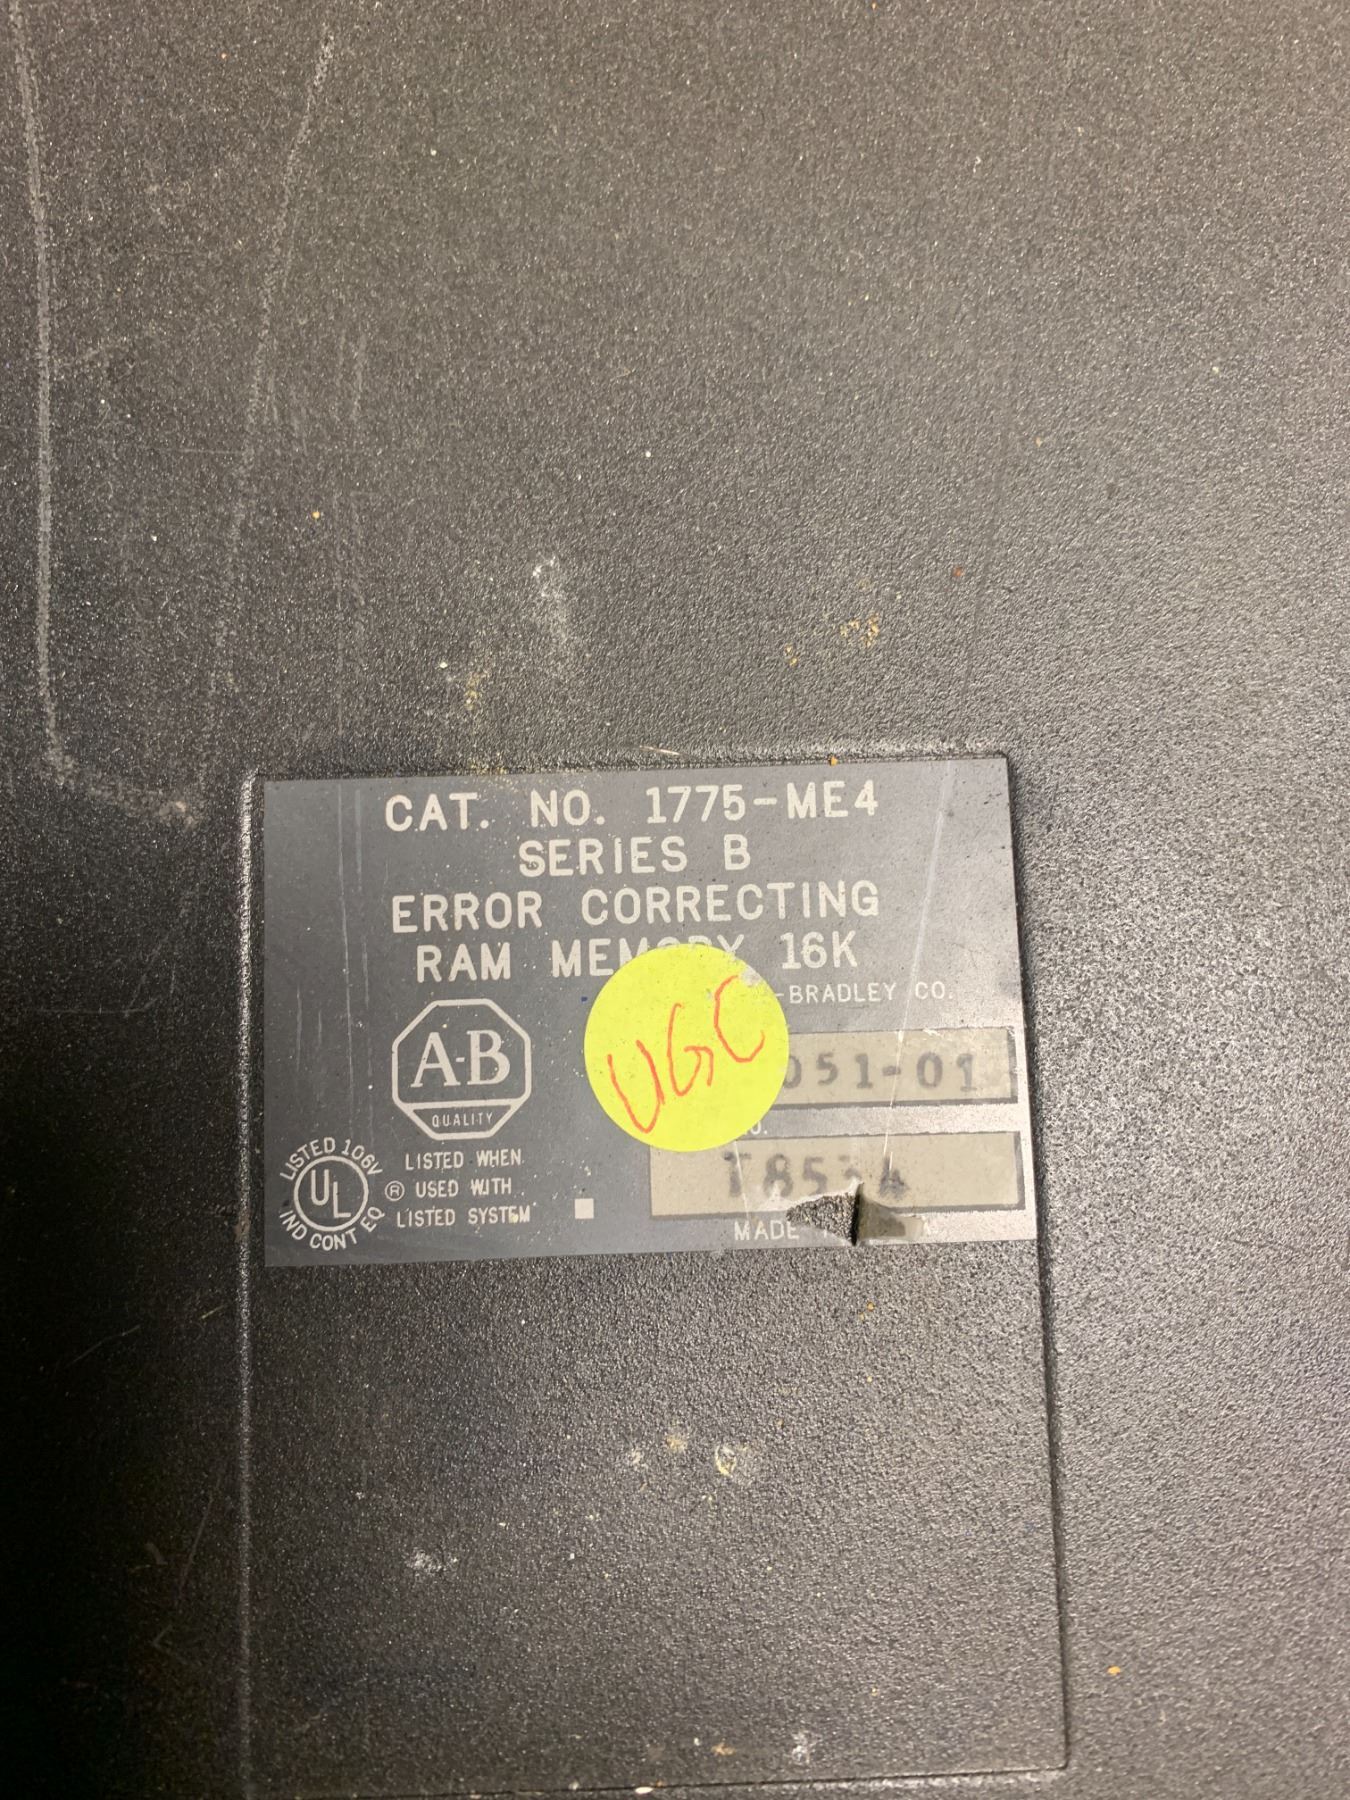 CAT. NO. 1775-ME4
SERIES B
ERROR CORRECTING
RAM MEMORY 16K
-BRADLEY CO.
UGC
051-01
A-B
QUALITY
LISTED 106V
UL
®
IND CONT EQ
LISTED WHEN
USED WITH
LISTED SYSTEM
MADE